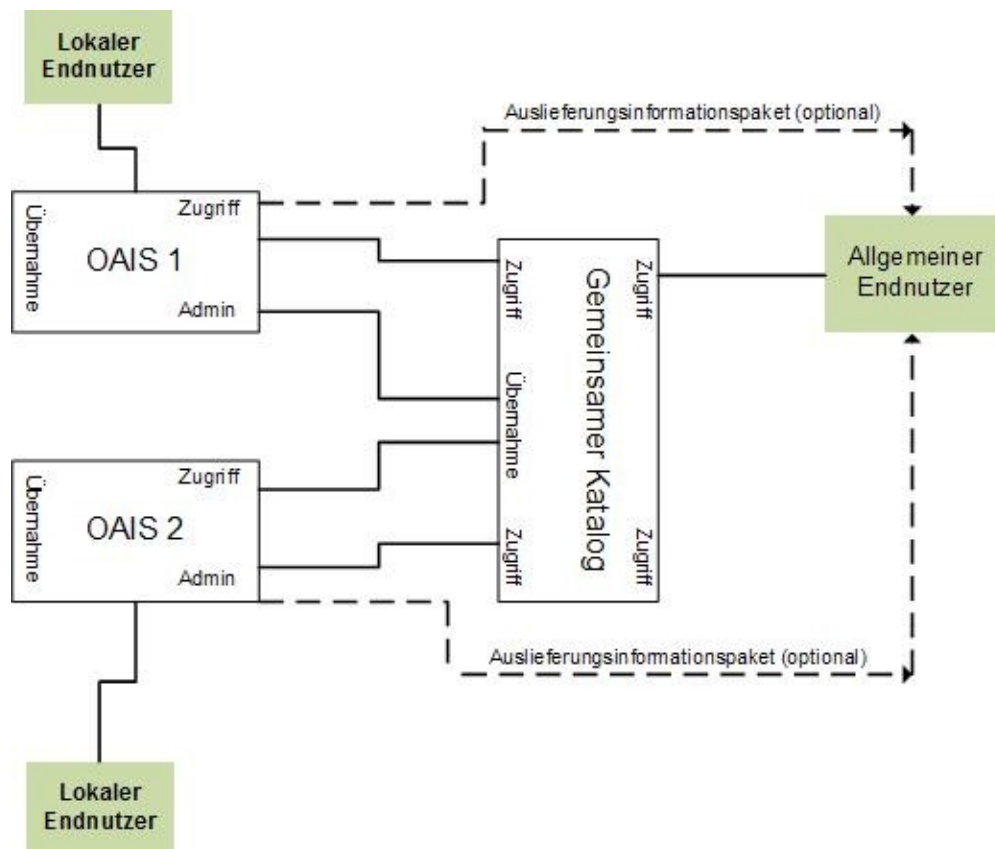 Lokaler
Endnutzer
Auslieferungsinformationspaket (optional)
Übernahme
Zugriff
OAIS 1
Admin
Zugriff
Übernahme
Zugriff
Gemeinsamer Katalog
Zugriff
Zugriff
Allgemeiner
Endnutzer
Übernahme
Zugriff
OAIS 2
Admin
Auslieferungsinformationspaket (optional)
Lokaler
Endnutzer